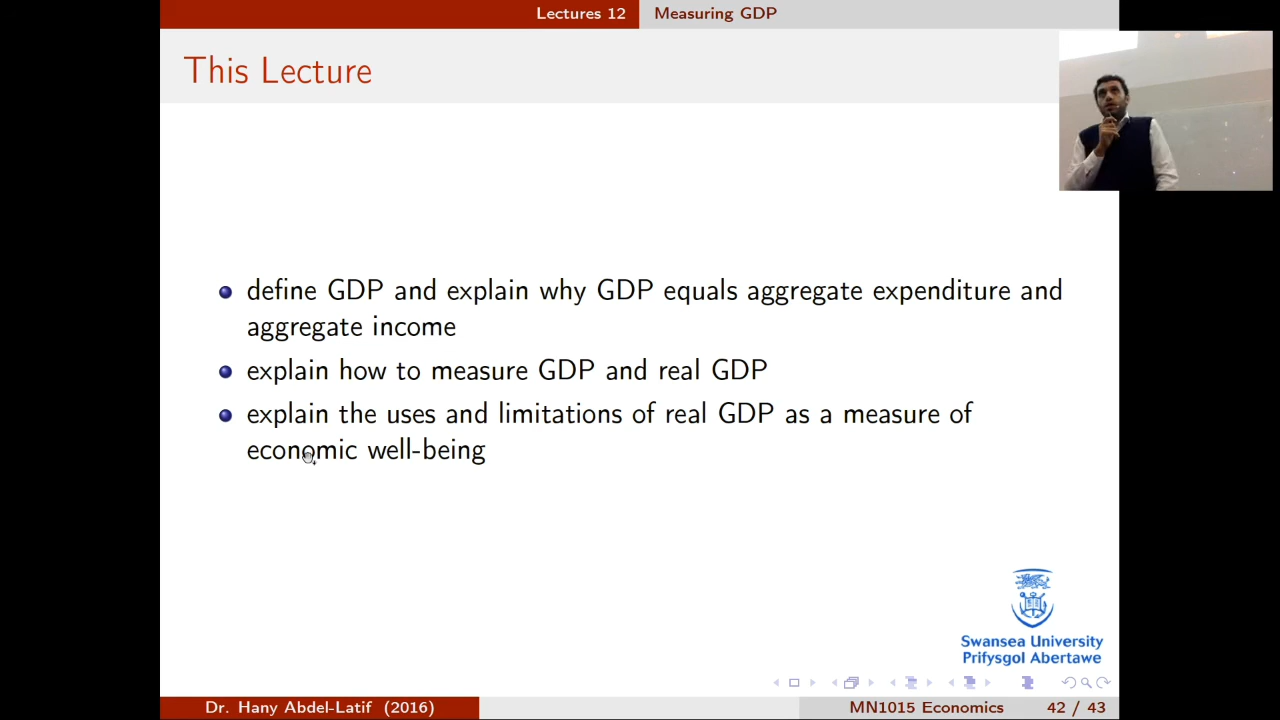 Lectures 12 Measuring GDP
This Lecture
define GDP and explain why GDP equals aggregate expenditure and
aggregate income
explain how to measure GDP and real GDP
explain the uses and limitations of real GDP as a measure of
economic well-being
Swansea University
Prifysgol Abertawe
Dr. Hany Abdel-Latif (2016) MN1015 Economics 42 / 43